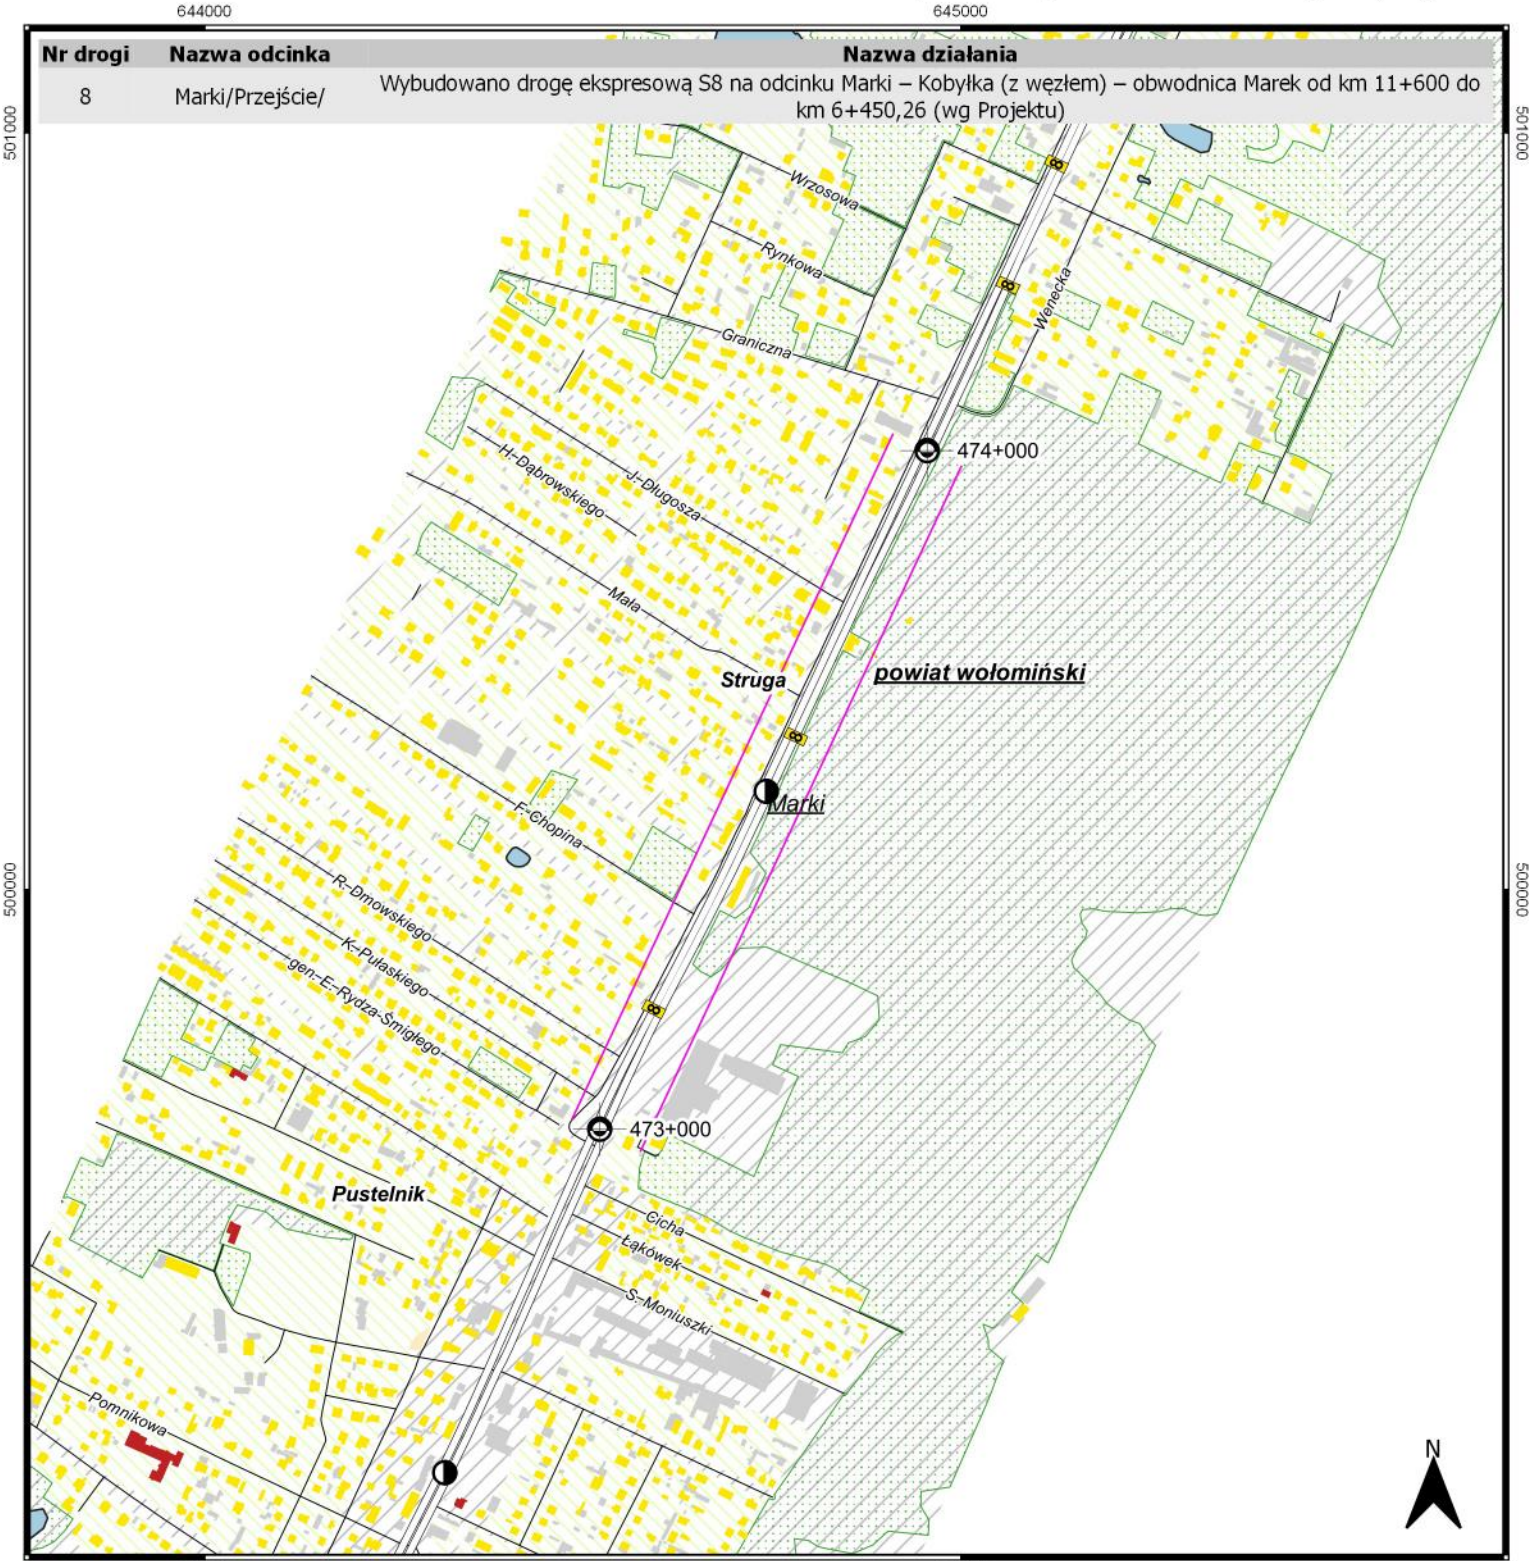 644000 645000
Nr drogi Nazwa odcinka Nazwa działania
8 Marki/Przejście/ Wybudowano drogę ekspresową S8 na odcinku Marki – Kobyłka (z węzłem) – obwodnica Marek od km 11+600 do
km 6+450,26 (wg Projektu)
501000 501000
8
Wrzosowa
Rynkowa
8
Wenecka
Graniczna
474+000
H. Dąbrowskiego
J. Długosza
Mała
Struga
powiat wołomiński
8
Marki
F. Chopina
500000 500000
R. Dmowskiego
K. Pułaskiego
gen. E. Rydza-Śmigłego
8
473+000
Pustelnik
Cicha
Łąkówek
S. Moniuszki
Pomnikowa
N